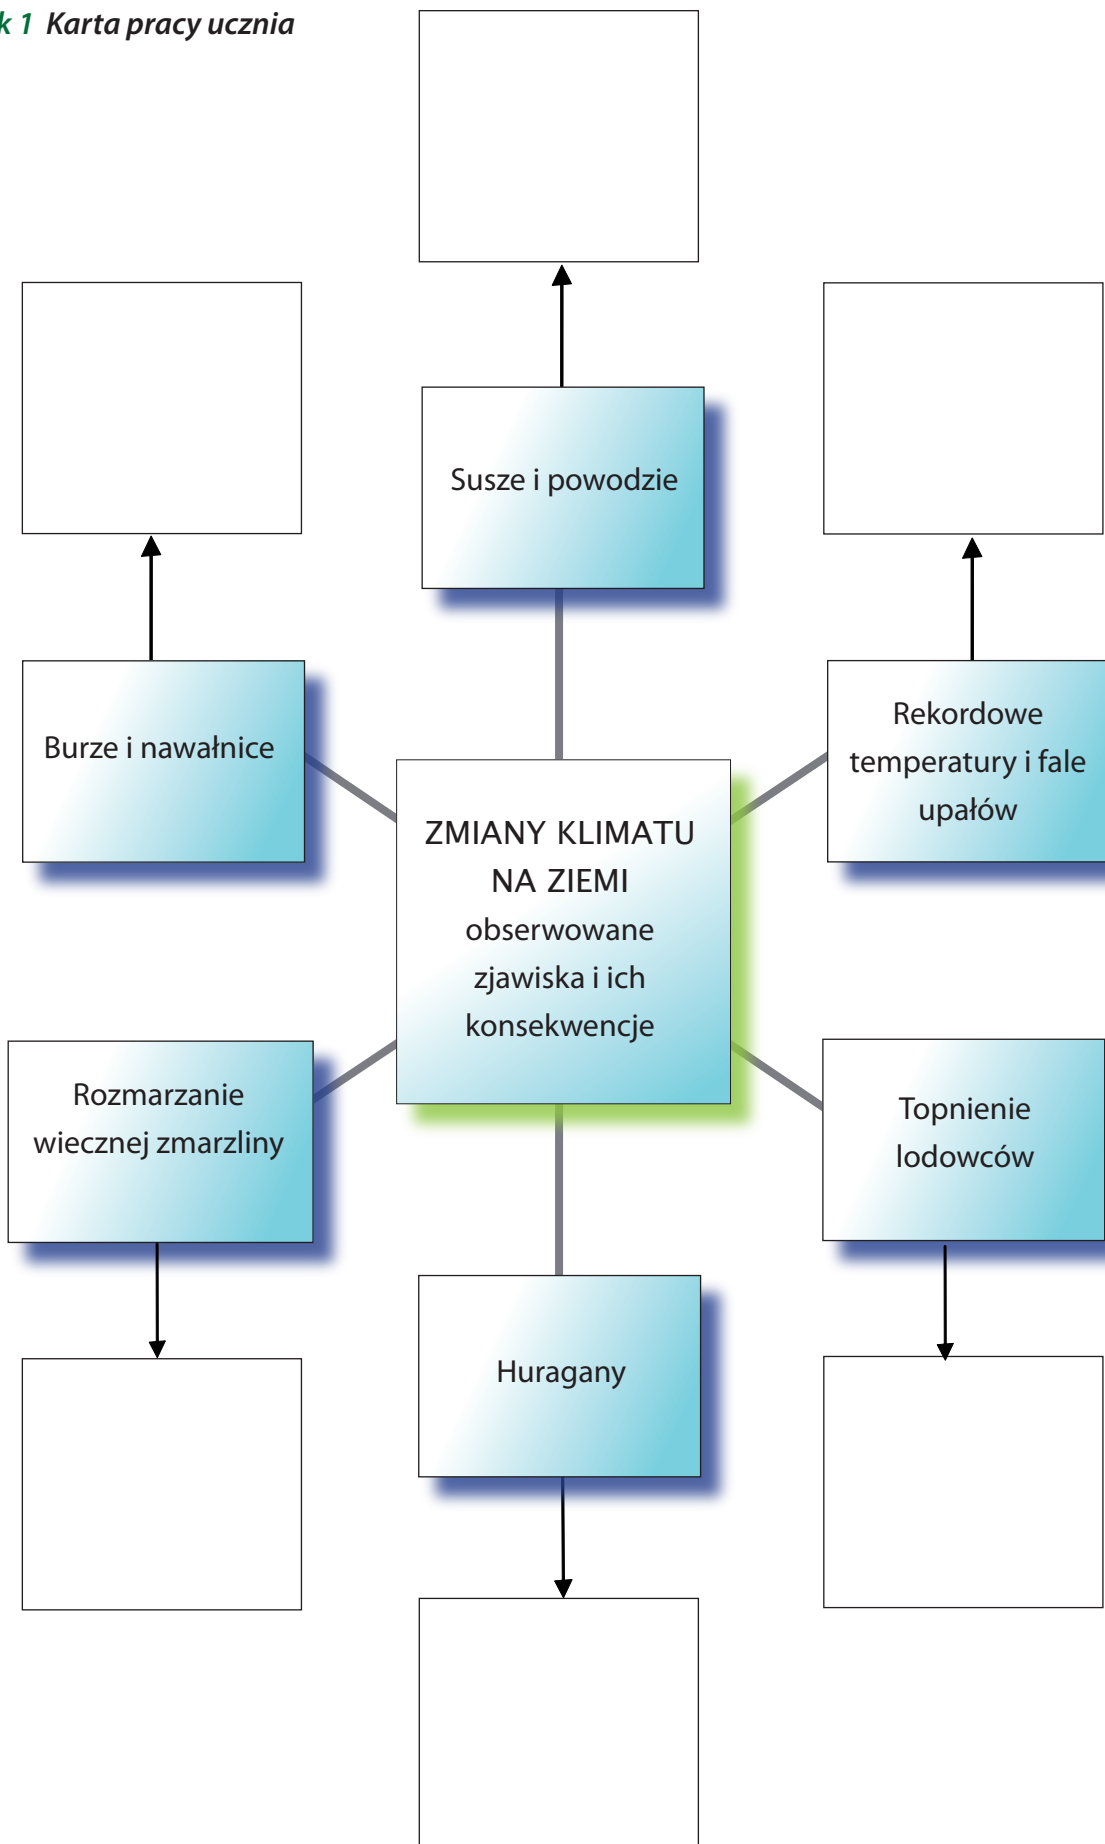 k 1 Karta pracy ucznia
Susze i powodzie
Burze i nawałnice
Rekordowe
temperatury i fale
upałów
ZMIANY KLIMATU
NA ZIEMI
obserwowane
zjawiska i ich
konsekwencje
Rozmarzanie
wiecznej zmarzliny
Topnienie
lodowców
Huragany